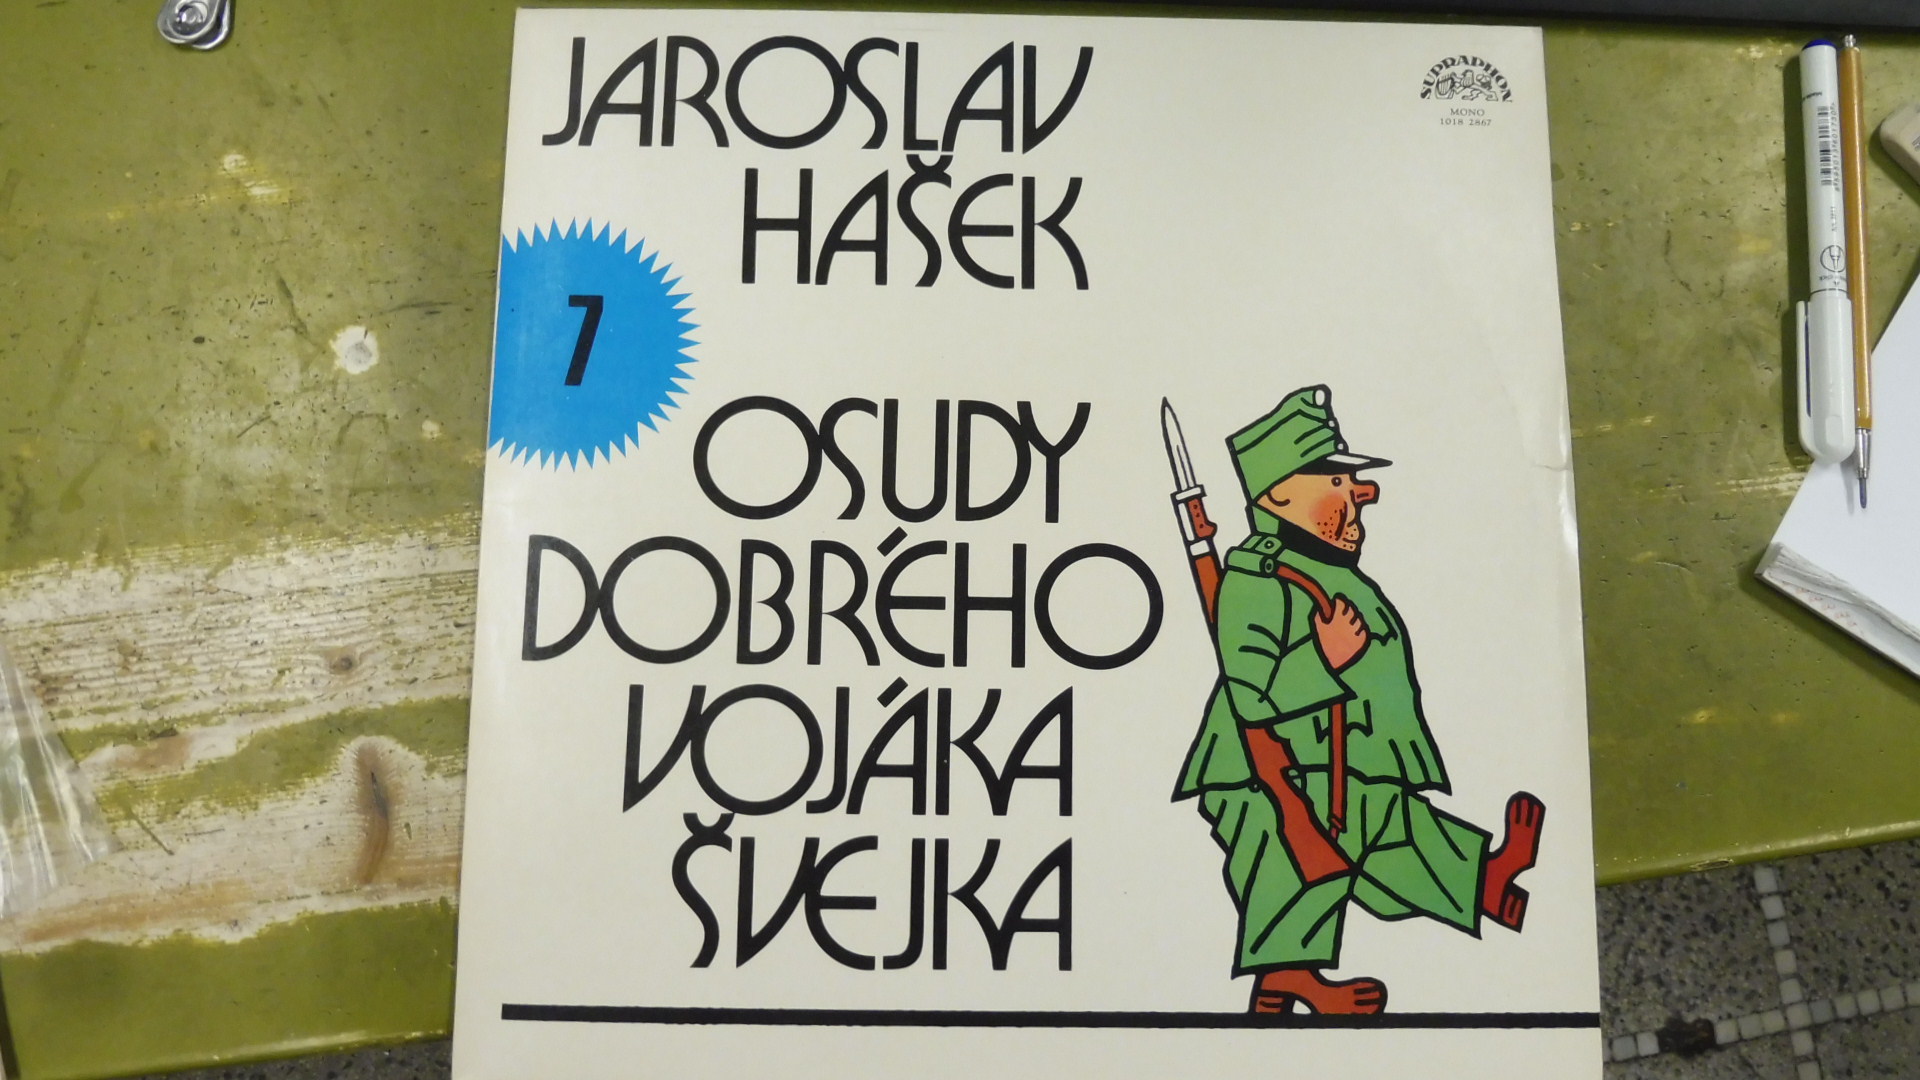 JAROSLAV
HAŠEK
7
OSUDY
DOBRÉHO
VOJÁKA
ŠVEJKA
SUPRAPHON
MONO
1018 2867